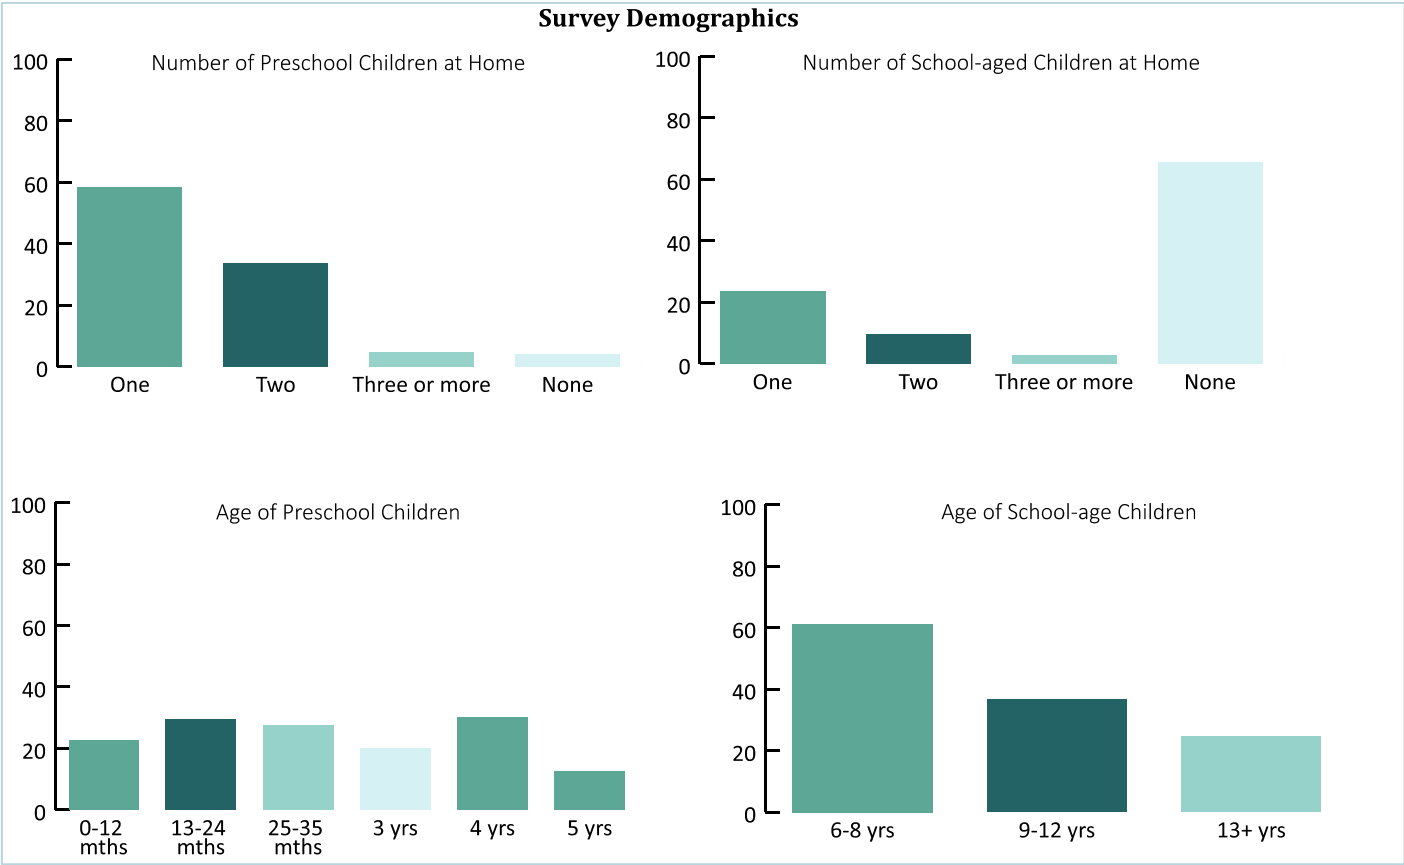 Survey Demographics
Number of Preschool Children at Home
100
80
60
40
20
0
One Two Three or more None
Number of School-aged Children at Home
100
80
60
40
20
0
One Two Three or more None
Age of Preschool Children
100
80
60
40
20
0
0-12 13-24 25-35 3 yrs 4 yrs 5 yrs
mths mths mths
Age of School-age Children
100
80
60
40
20
0
6-8 yrs 9-12 yrs 13+ yrs